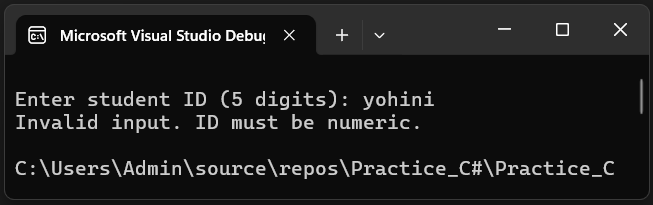 Microsoft Visual Studio Debug
Enter student ID (5 digits): yohini
Invalid input. ID must be numeric.
C:\Users\Admin\source\repos\Practice_C#\Practice_C